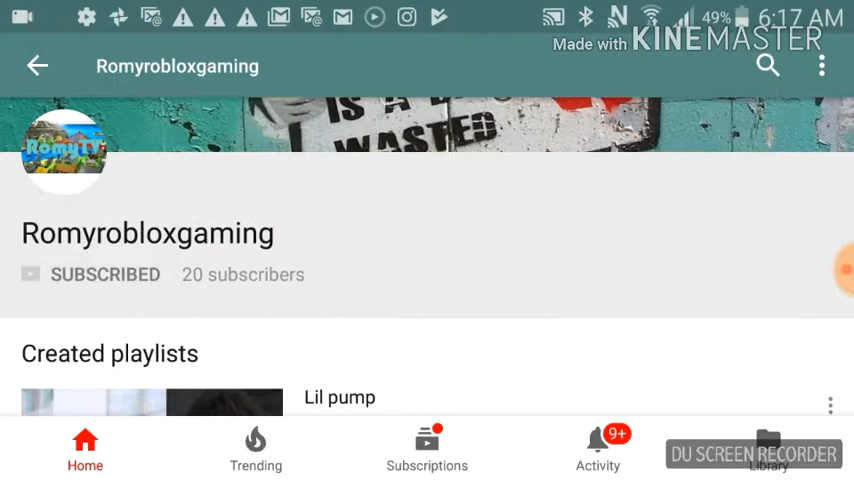 49% 6:17 AM
Made with KINEMASTER
Romyrobloxgaming
IS A
WASTED
RomyTV
Romyrobloxgaming
SUBSCRIBED 20 subscribers
Created playlists
Lil pump
9+
Home Trending Subscriptions Activity Library
DU SCREEN RECORDER